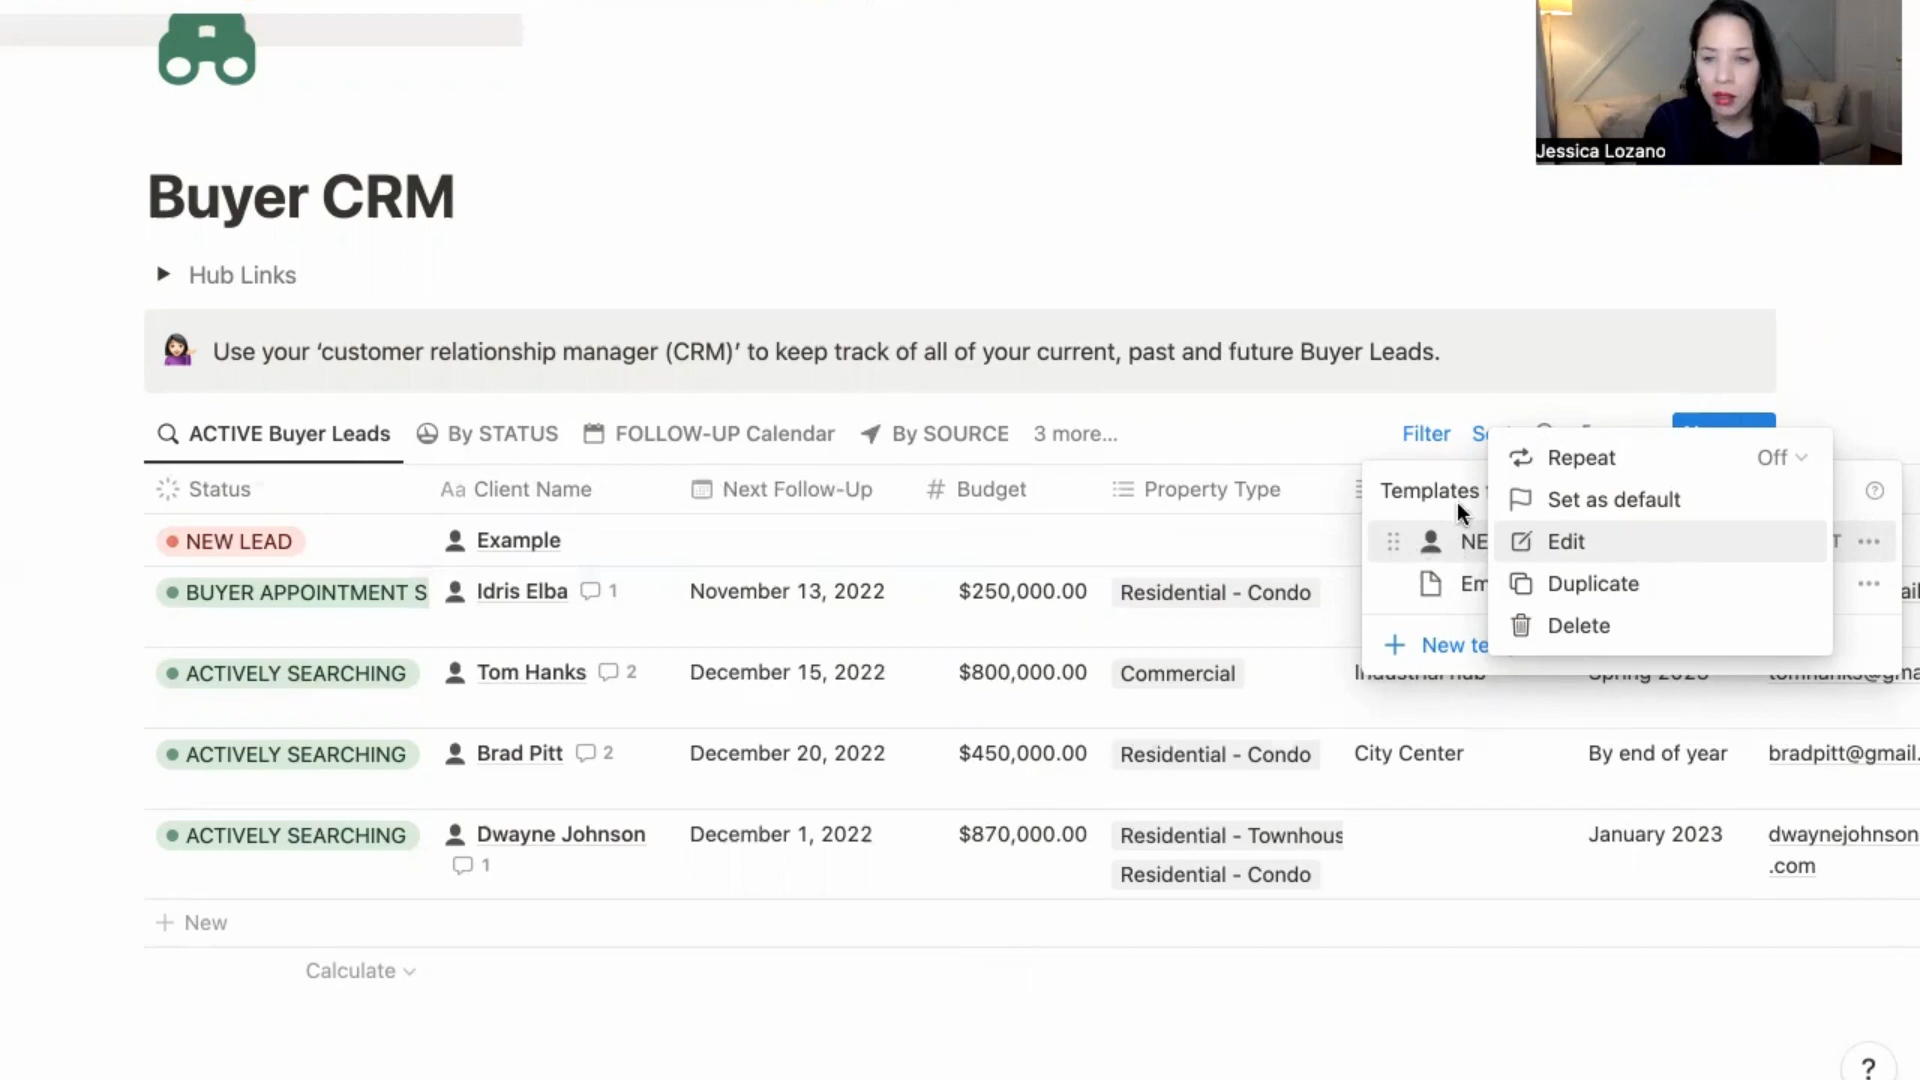 Jessica Lozano
Buyer CRM
Hub Links
Use your ‘customer relationship manager (CRM)’ to keep track of all of your current, past and future Buyer Leads.
ACTIVE Buyer Leads By STATUS FOLLOW-UP Calendar By SOURCE 3 more... Filter
Status Aa Client Name Next Follow-Up # Budget Property Type
Templates
Repeat Off
Set as default
Edit
Duplicate
Delete
+ New
NEW LEAD Example
BUYER APPOINTMENT S Idris Elba 1 November 13, 2022 $250,000.00 Residential - Condo
ACTIVELY SEARCHING Tom Hanks 2 December 15, 2022 $800,000.00 Commercial
ACTIVELY SEARCHING Brad Pitt 2 December 20, 2022 $450,000.00 Residential - Condo City Center By end of year bradpitt@gmail.
ACTIVELY SEARCHING Dwayne Johnson 1 December 1, 2022 $870,000.00 Residential - Townhous January 2023 dwaynejohnson
Residential - Condo .com
+ New
Calculate
?